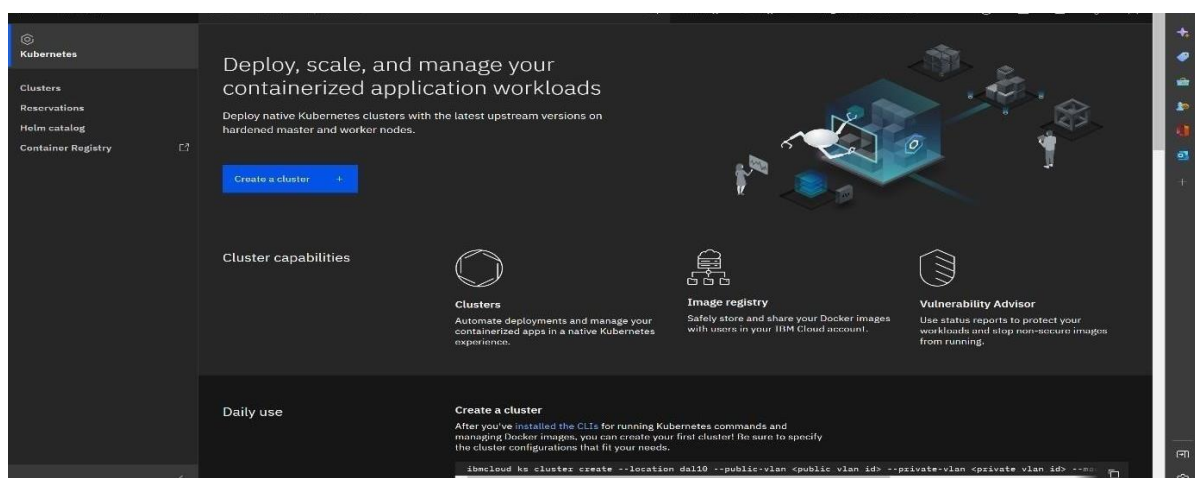 Kubernetes
Clusters
Reservations
Helm catalog
Container Registry
Deploy, scale, and manage your
containerized application workloads
Deploy native Kubernetes clusters with the latest upstream versions on
hardened master and worker nodes.
Create a cluster +
Cluster capabilities
Clusters
Automate deployments and manage your
containerized apps in a native Kubernetes
experience.
Image registry
Safely store and share your Docker images
with users in your IBM Cloud account.
Vulnerability Advisor
Use status reports to protect your
workloads and stop non-secure images
from running.
Daily use
Create a cluster
After you've installed the CLIs for running Kubernetes commands and
managing Docker images, you can create your first cluster! Be sure to specify
the cluster configurations that fit your needs.
ibmcloud ks cluster create --location dal10 --public-vlan <public vlan id> --private-vlan <private vlan id>